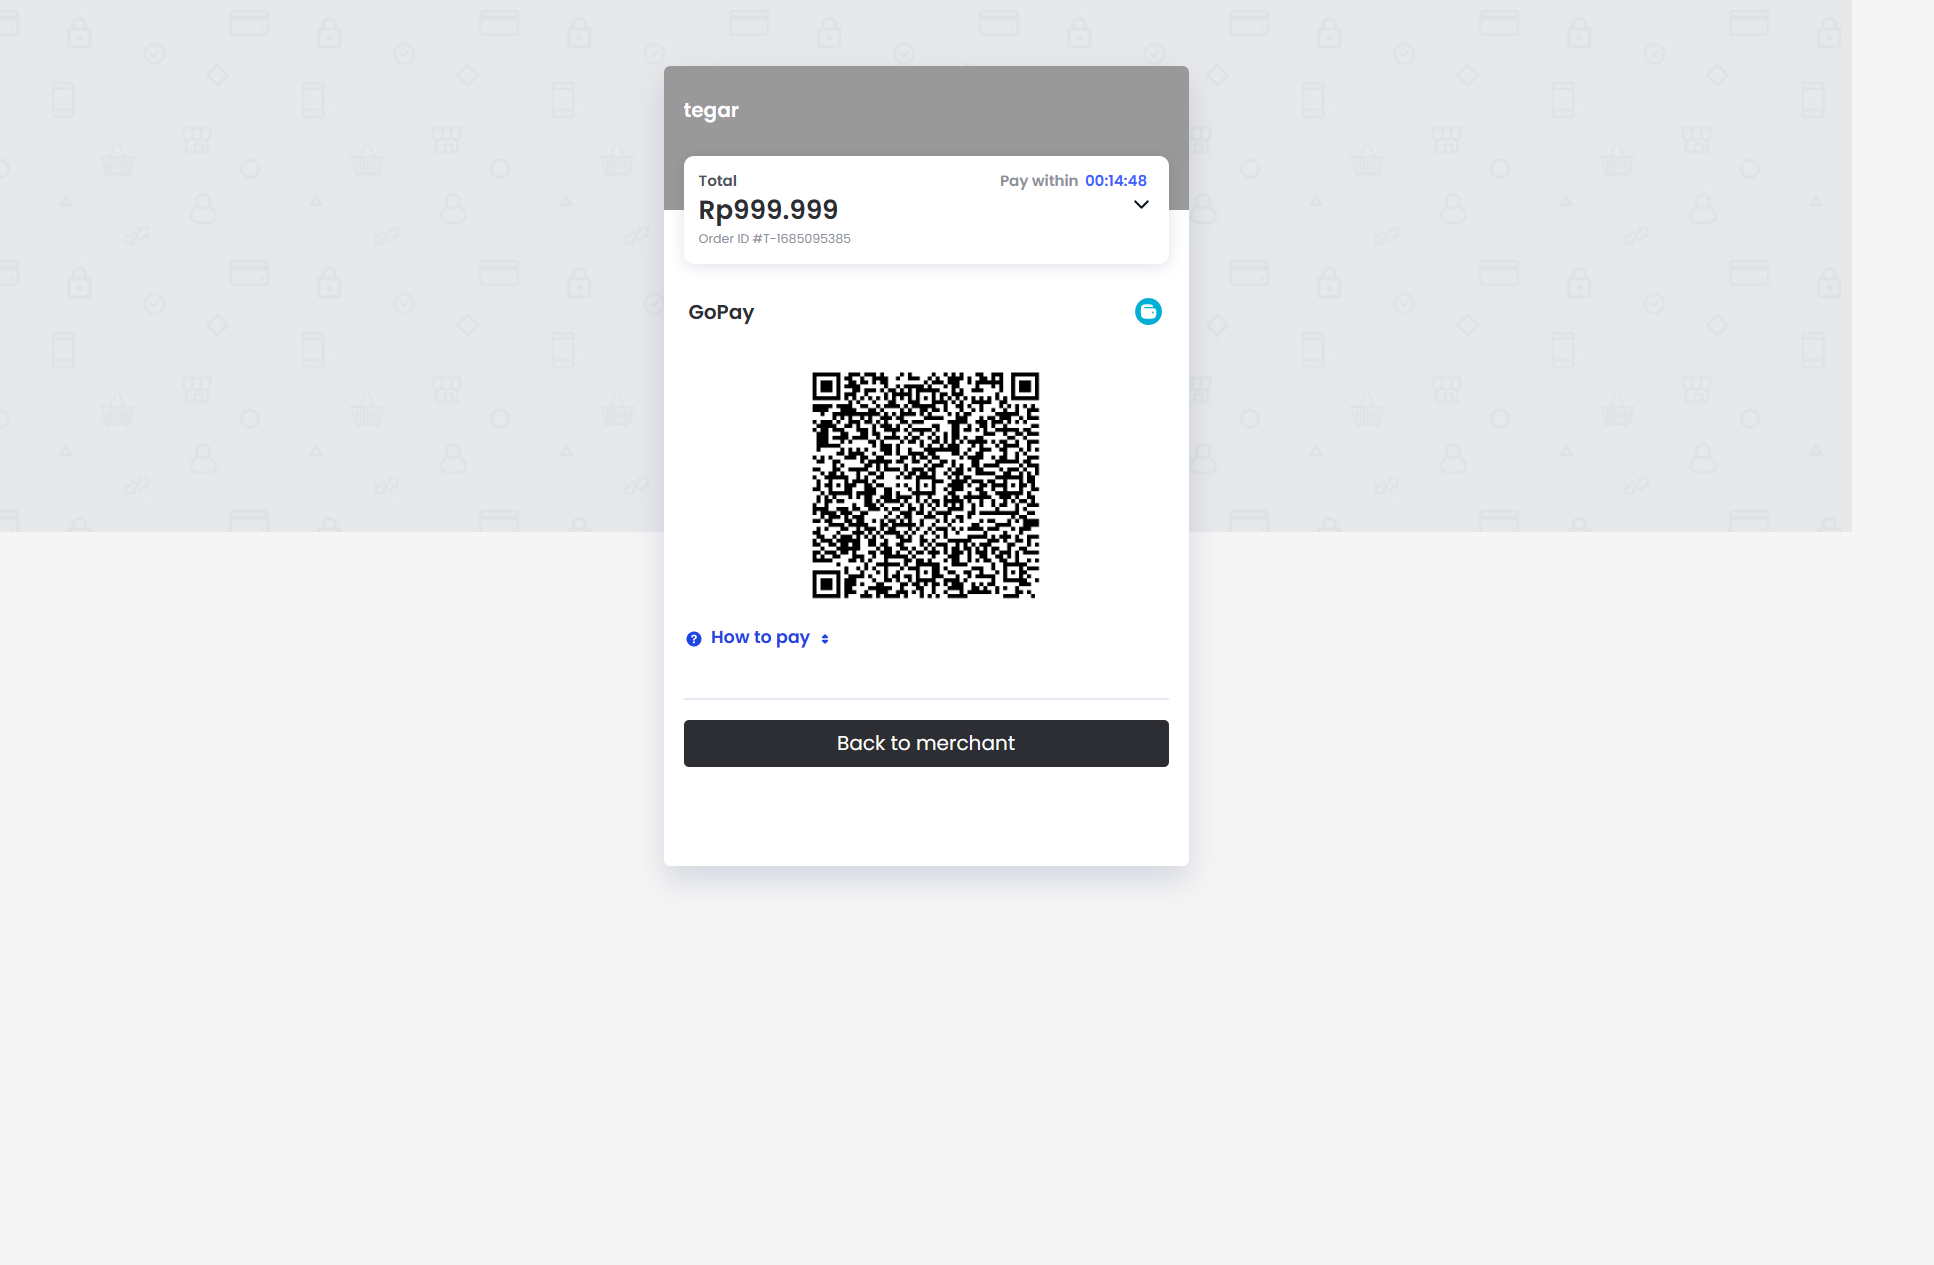 tegar
Total
Pay within 00:14:48
Rp999.999
Order ID #T-1685095385
GoPay
How to pay
Back to merchant